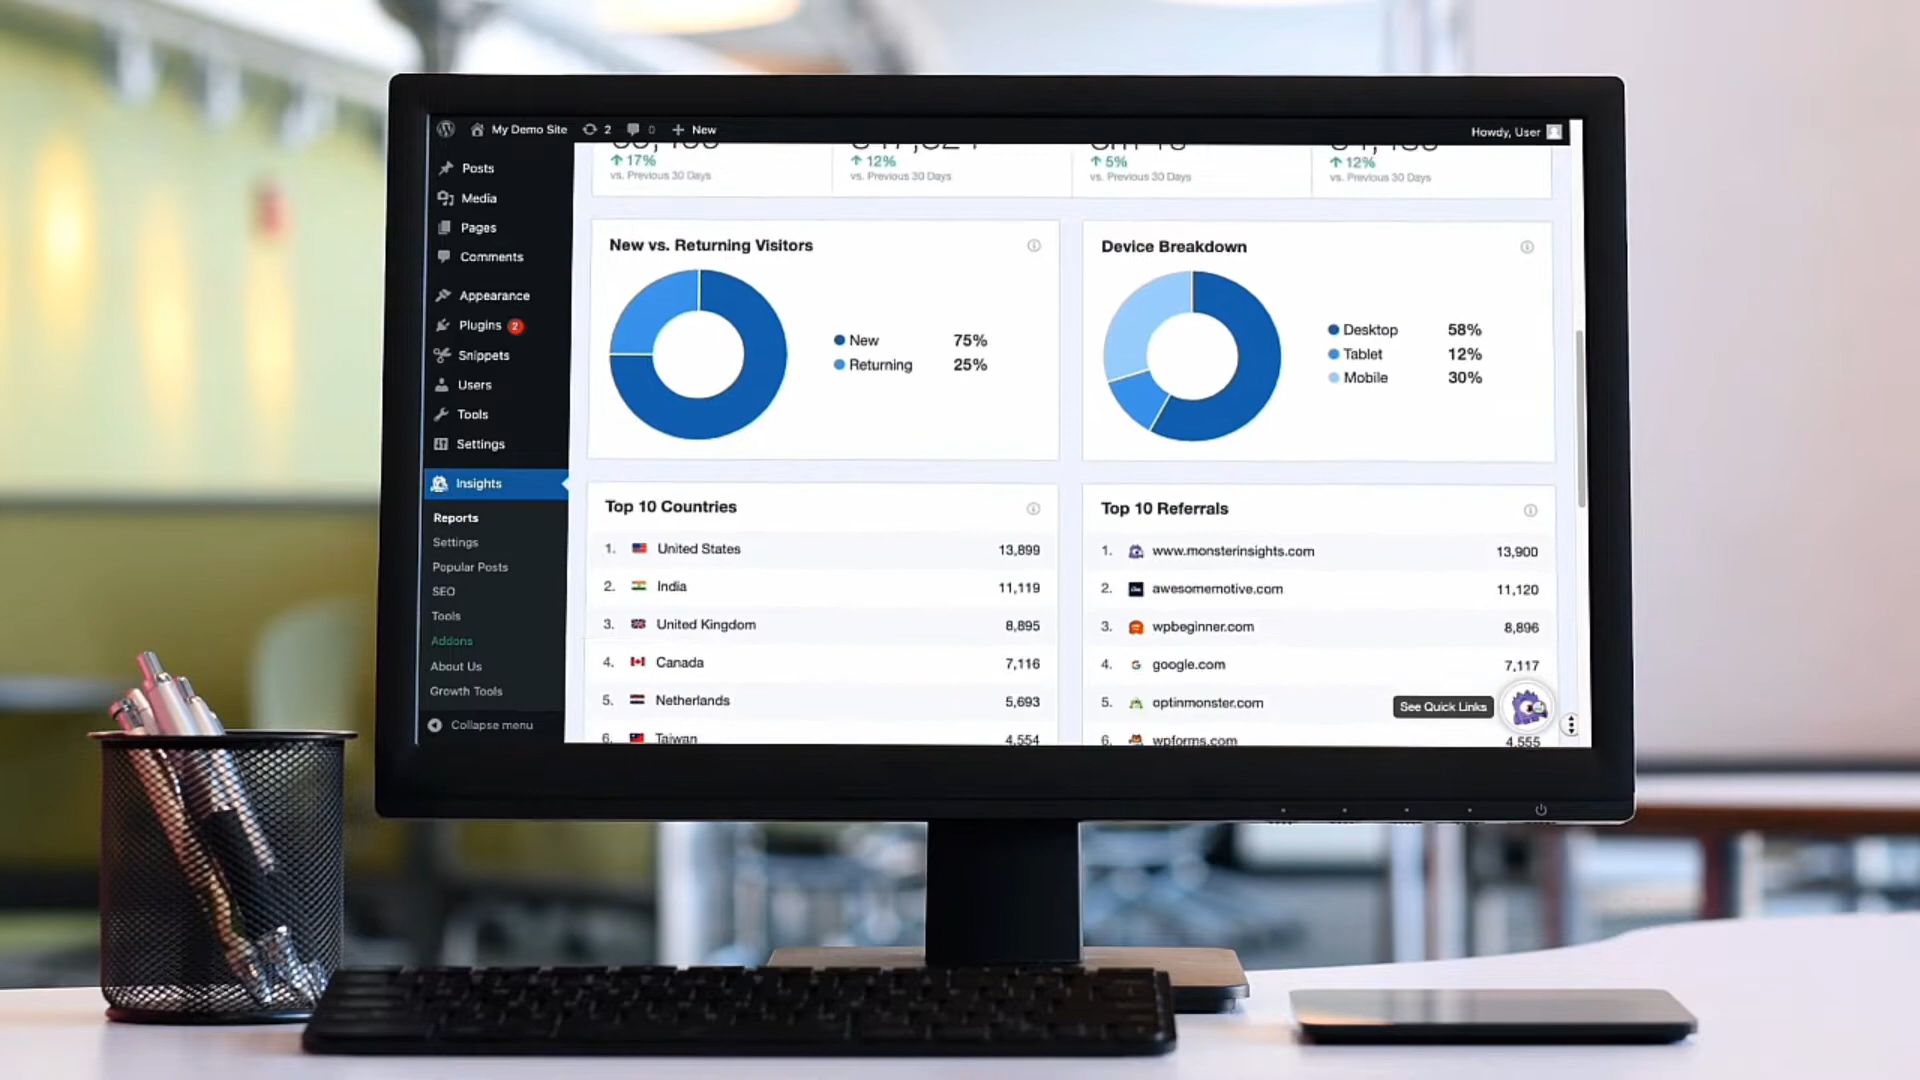 My Demo Site 2 0 New Howdy, User
Posts
Media
Pages
Comments
Appearance
Plugins 2
Snippets
Users
Tools
Settings
Insights
Reports
Settings
Popular Posts
SEO
Tools
Addons
About Us
Growth Tools
Collapse menu
17% 12% 5% 12%
vs. Previous 30 Days vs. Previous 30 Days vs. Previous 30 Days vs. Previous 30 Days
New vs. Returning Visitors
New 75%
Returning 25%
Device Breakdown
Desktop 58%
Tablet 12%
Mobile 30%
Top 10 Countries
1. United States 13,899
2. India 11,119
3. United Kingdom 8,895
4. Canada 7,116
5. Netherlands 5,693
6. Taiwan 4,554
Top 10 Referrals
1. www.monsterinsights.com 13,900
2. awesomemotive.com 11,120
3. wpbeginner.com 8,896
4. google.com 7,117
5. optinmonster.com
6. wpforms.com 4,555
See Quick Links